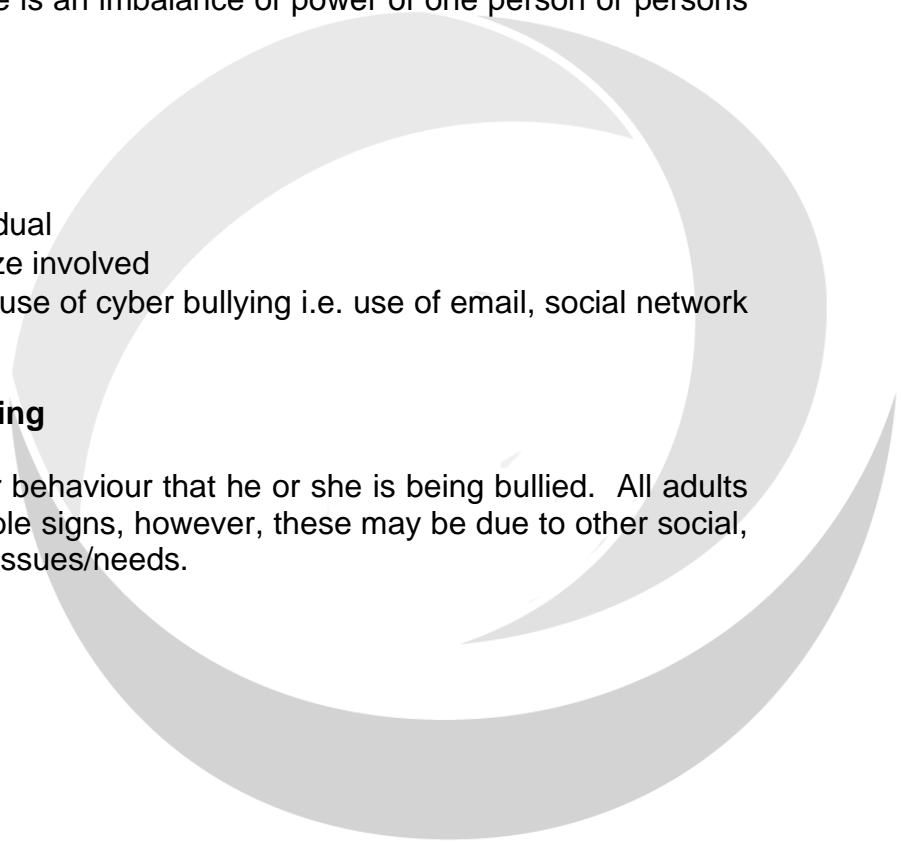 is an imbalance of power of one person or persons
dual
ze involved
use of cyber bullying i.e. use of email, social network
ing
behaviour that he or she is being bullied. All adults
ble signs, however, these may be due to other social,
issues/needs.